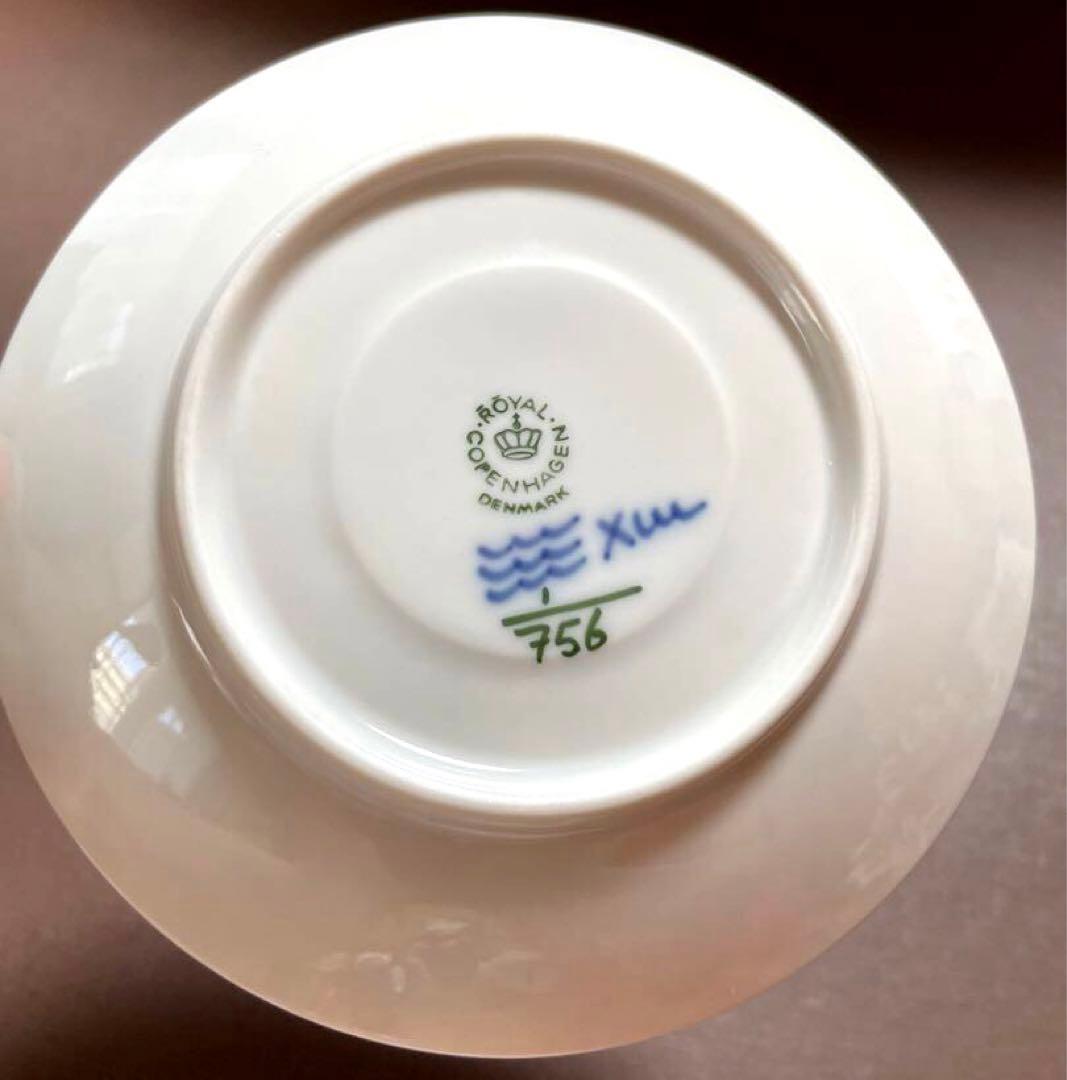 ROYAL
COPENHAGEN
DENMARK
1
756